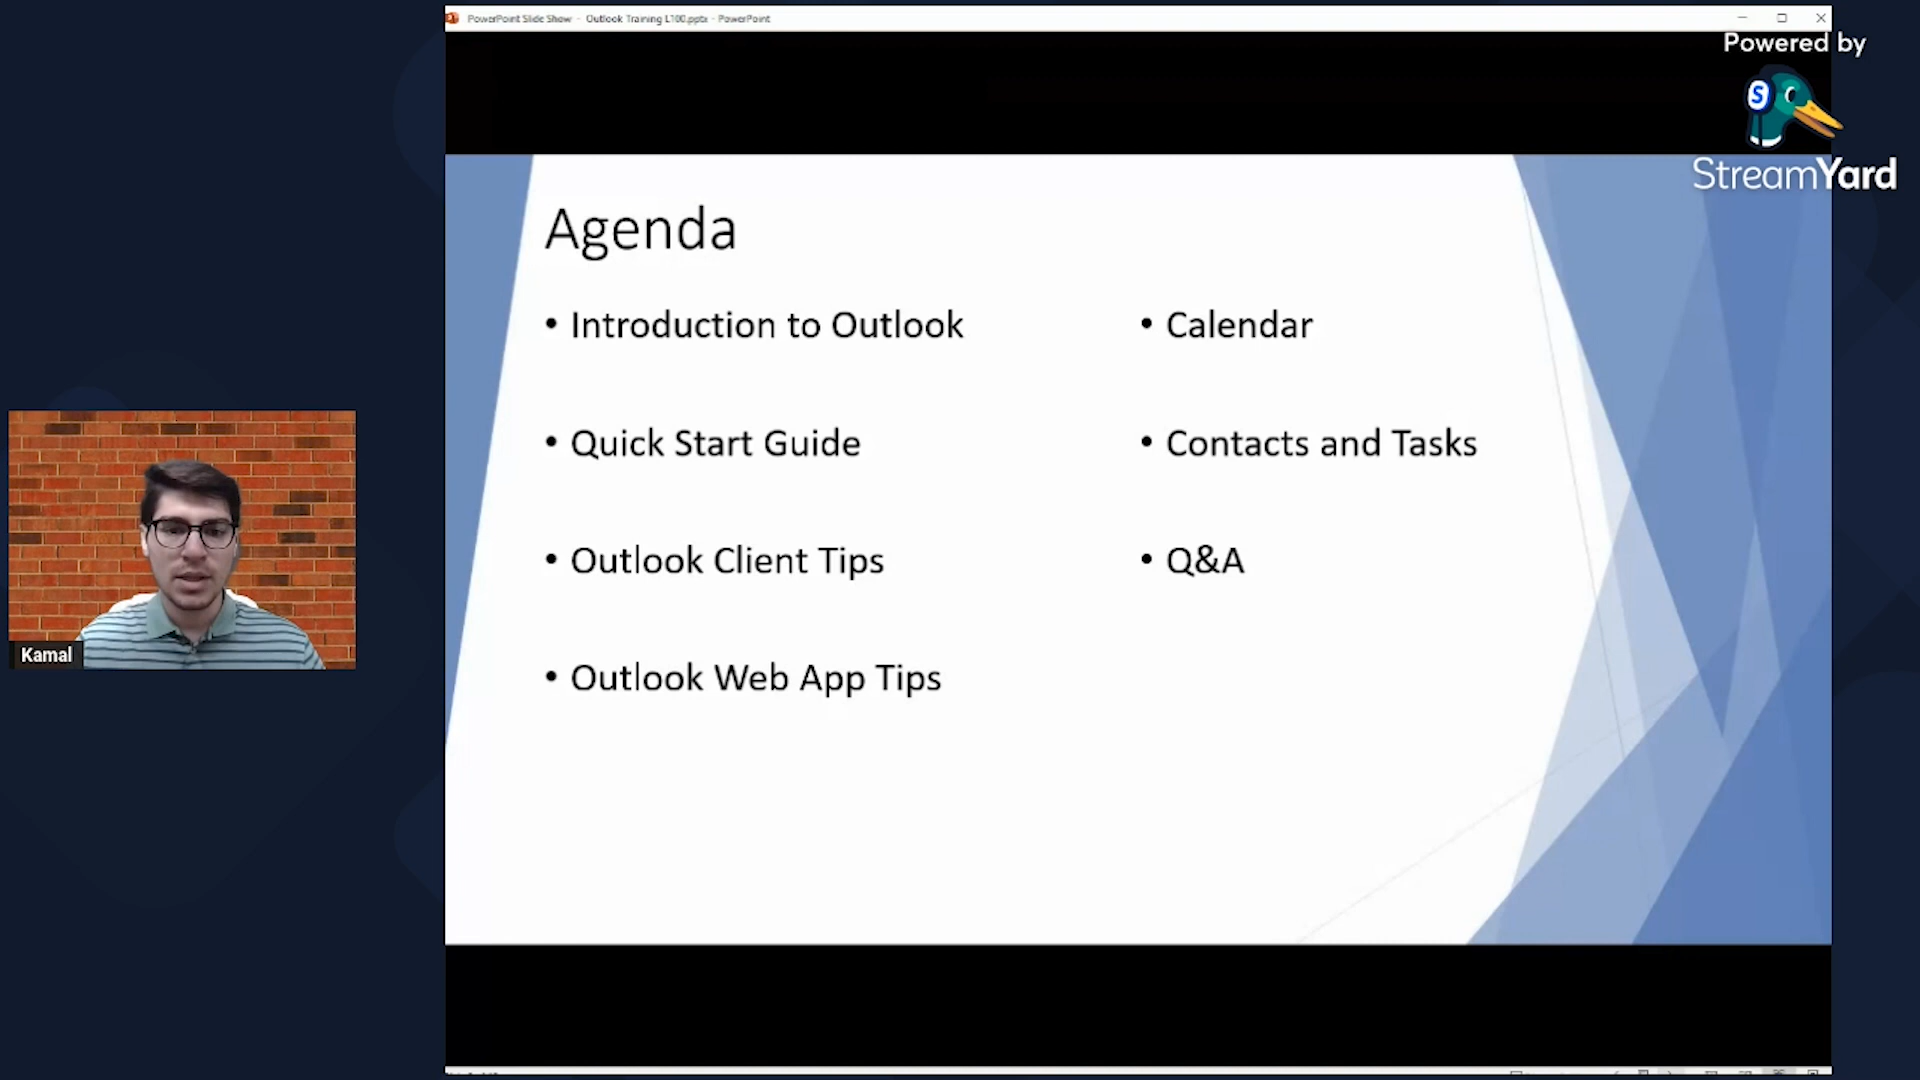 PowerPoint Slide Show - Outlook Training L100.pptx - PowerPoint
Powered by
S
StreamYard
Agenda
• Introduction to Outlook
• Quick Start Guide
• Outlook Client Tips
• Outlook Web App Tips
• Calendar
• Contacts and Tasks
• Q&A
Kamal